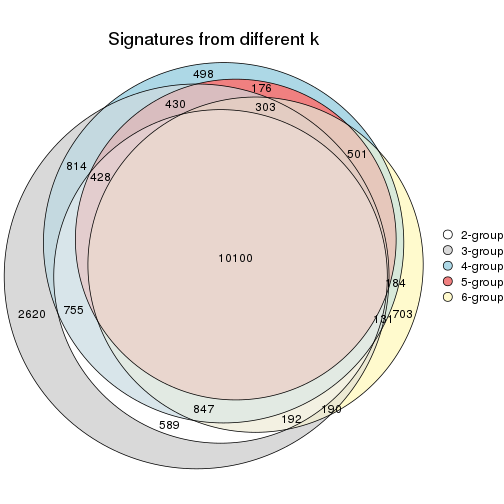 Signatures from different k
498
176
430
303
501
814
428
10100
184
2620
755
131
703
847
190
192
589
2-group
3-group
4-group
5-group
6-group